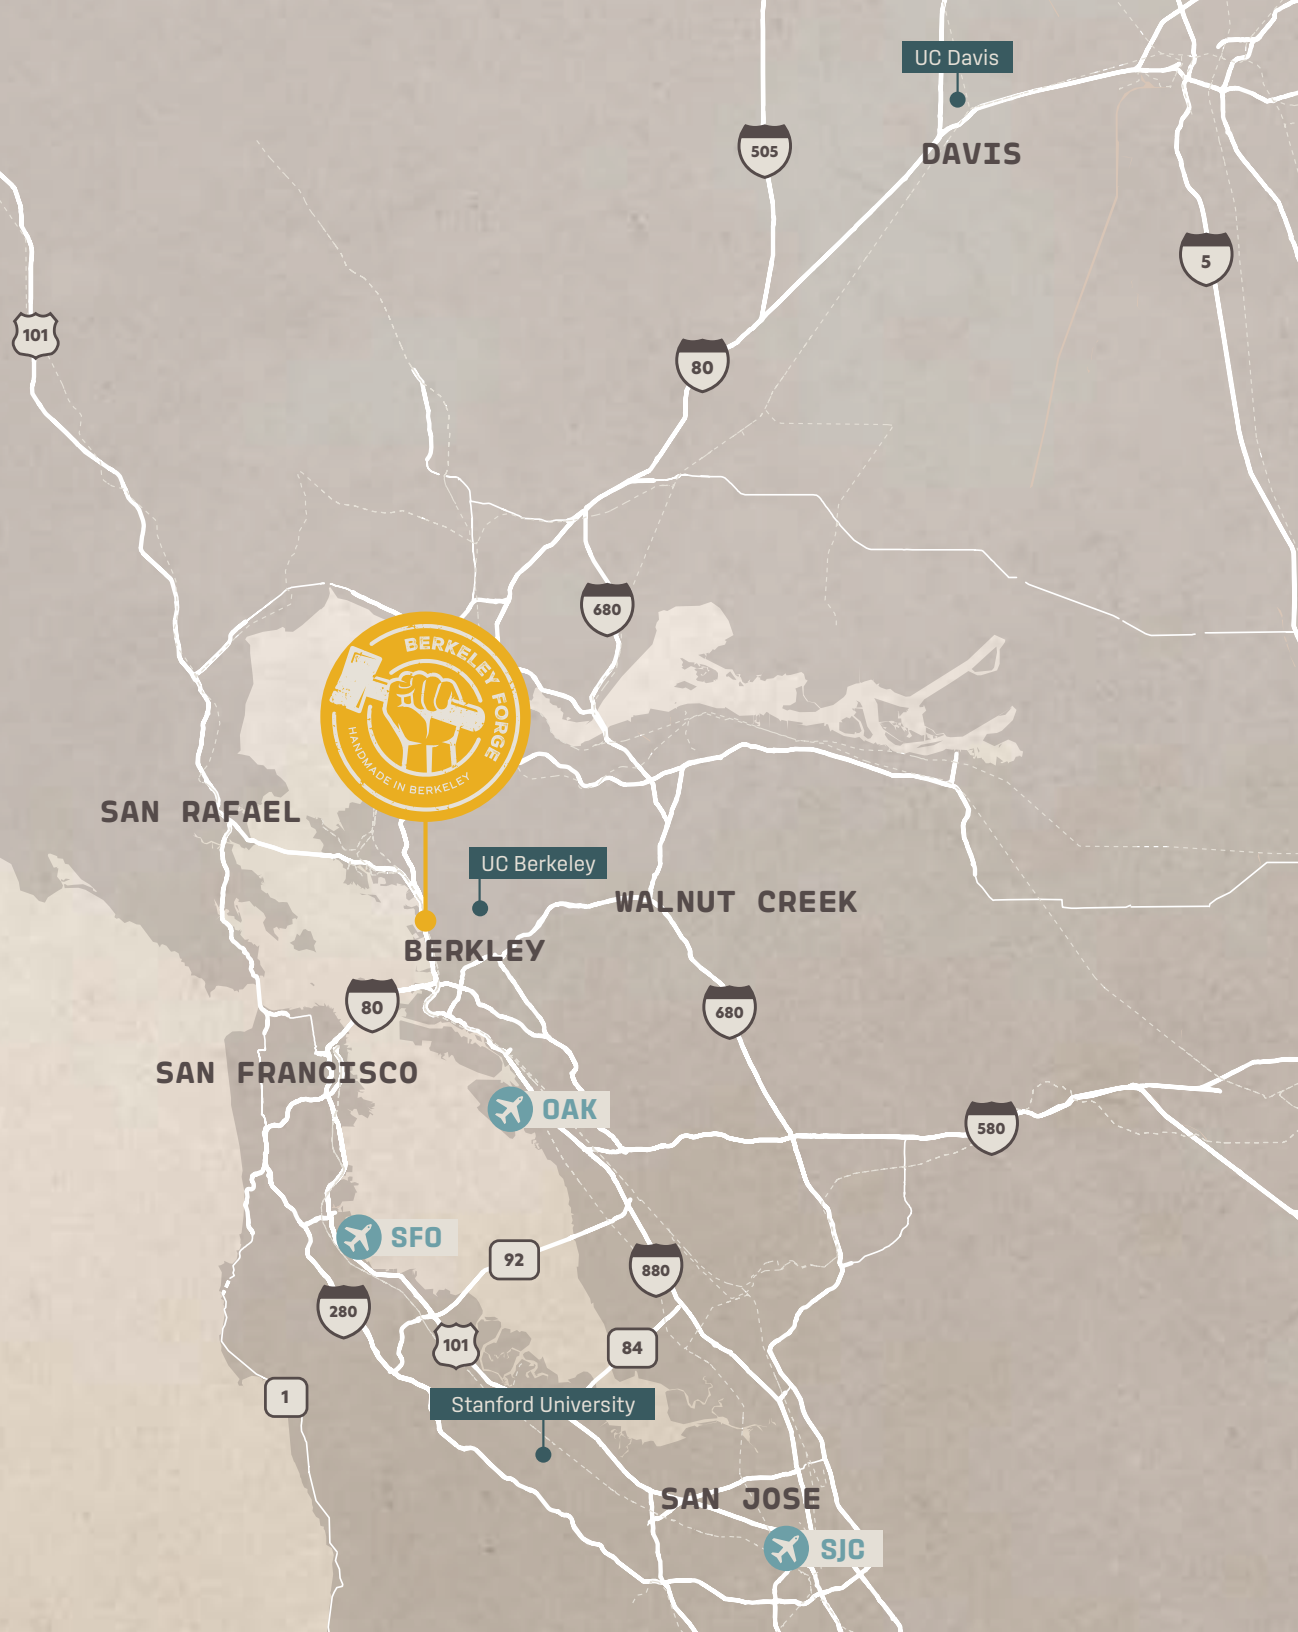 UC Davis
505
DAVIS
5
101
80
680
BERKELEY FORGE
HANDMADE IN BERKELEY
SAN RAFAEL
UC Berkeley
WALNUT CREEK
BERKLEY
80
680
SAN FRANCISCO
OAK
580
SFO
92
880
280
101
84
1
Stanford University
SAN JOSE
SJC